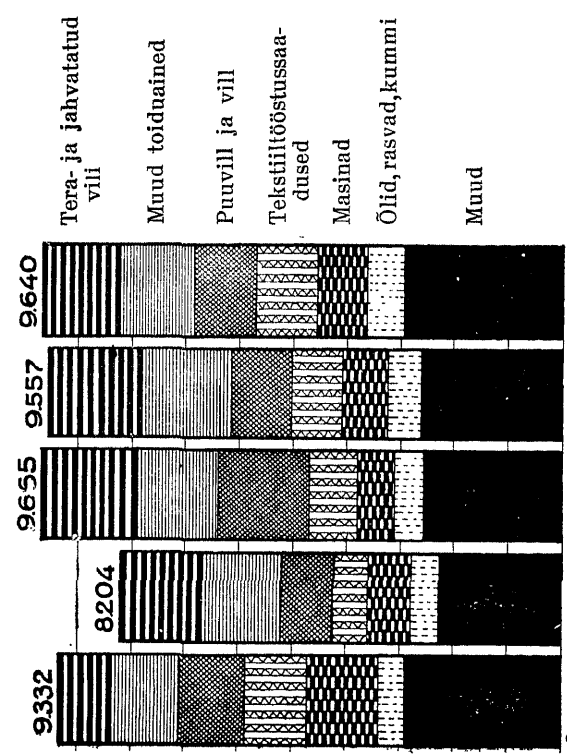 Tera- ja jahvatatud
vili
Muud toiduained
Puuvill ja vill
Tekstiiltööstussaa-
dused
Masinad
Õlid, rasvad, kummi
Muud
9.640
9.557
9.655
8204
9.332